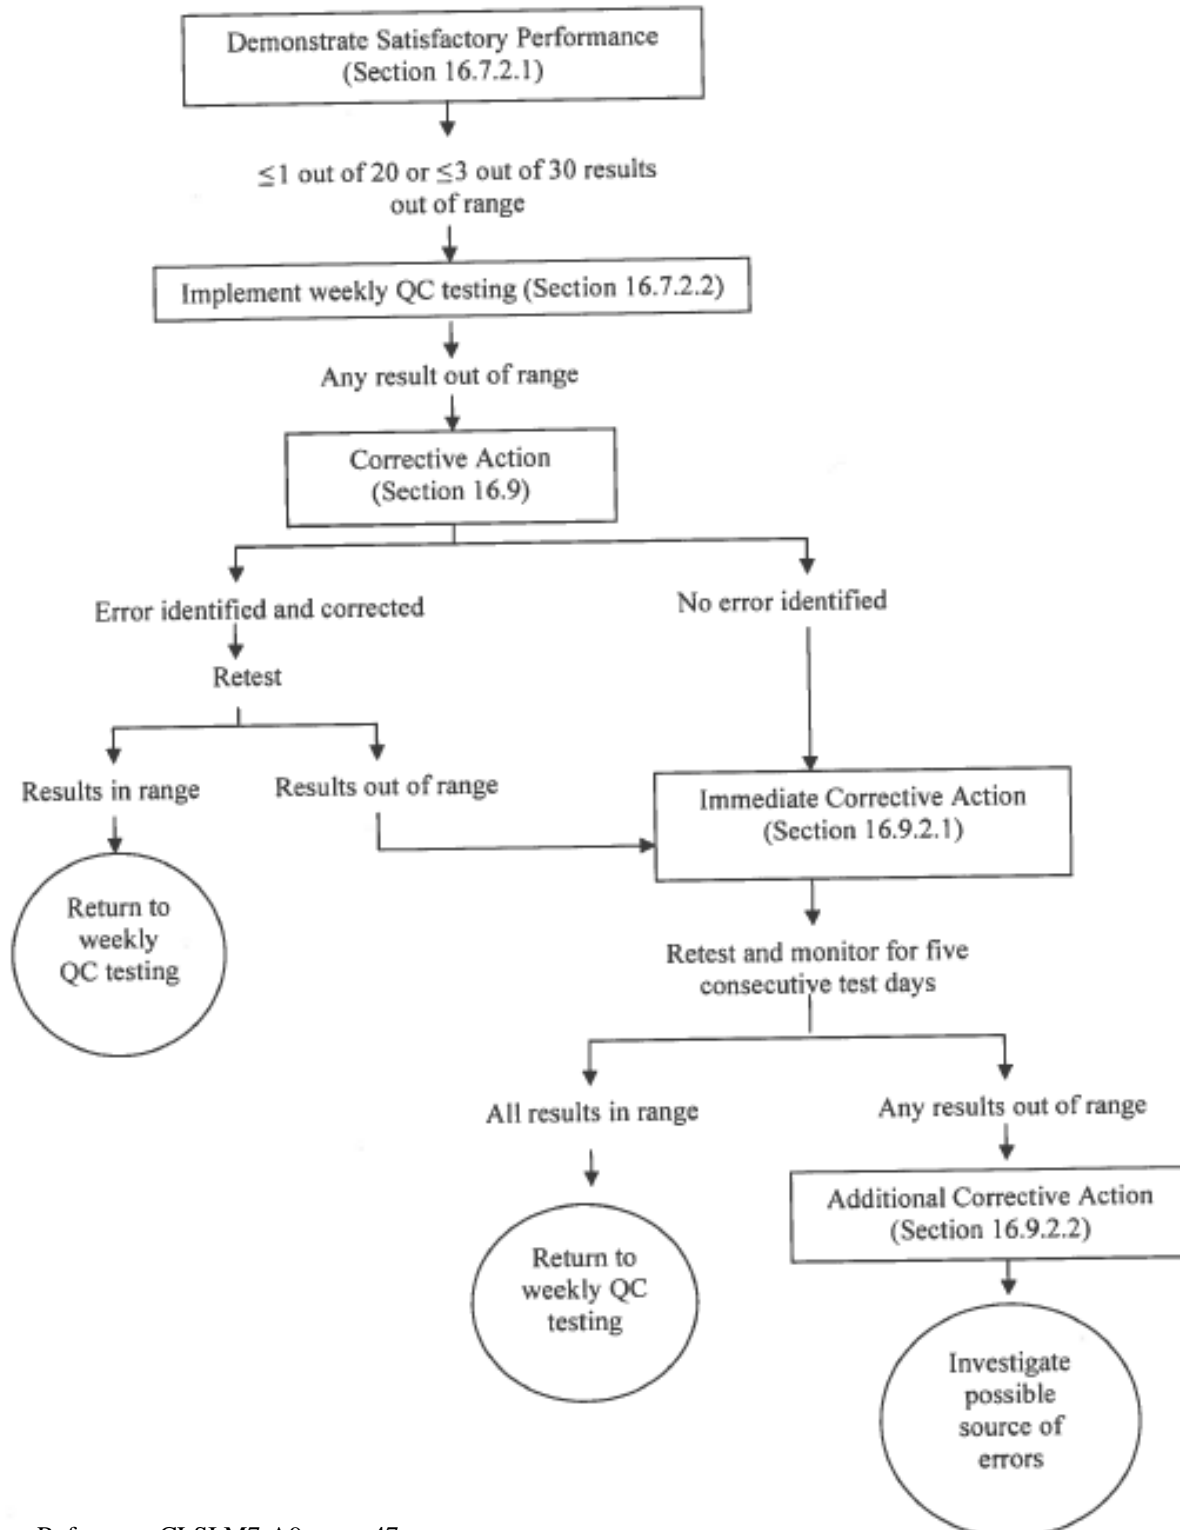 Demonstrate Satisfactory Performance
(Section 16.7.2.1)
≤1 out of 20 or ≤3 out of 30 results
out of range
Implement weekly QC testing (Section 16.7.2.2)
Any result out of range
Corrective Action
(Section 16.9)
Error identified and corrected
No error identified
Retest
Results in range
Results out of range
Immediate Corrective Action
(Section 16.9.2.1)
Return to
weekly
QC testing
Retest and monitor for five
consecutive test days
All results in range
Any results out of range
Additional Corrective Action
(Section 16.9.2.2)
Return to
weekly QC
testing
Investigate
possible
source of
errors